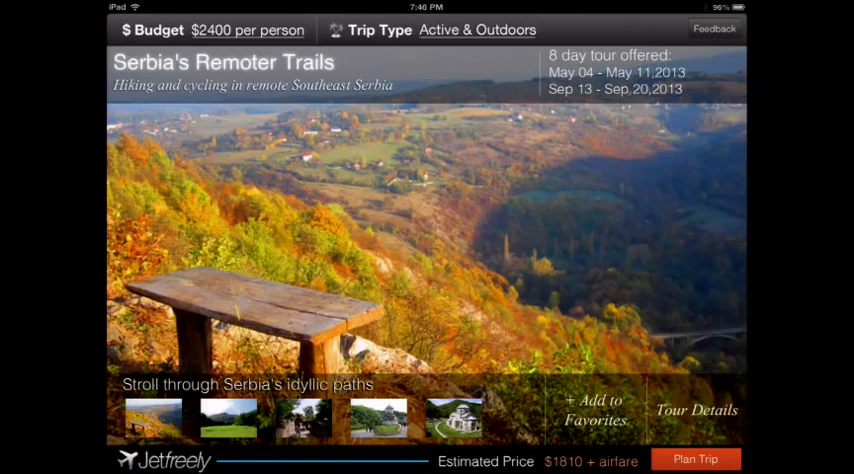 iPad
7:46 PM
96%
$ Budget $2400 per person
Trip Type Active & Outdoors
Feedback
Serbia's Remoter Trails
Hiking and cycling in remote Southeast Serbia
8 day tour offered:
May 04 - May 11,2013
Sep 13 - Sep 20,2013
Stroll through Serbia's idyllic paths
+ Add to
Favorites
Tour Details
Jetfreely
Estimated Price $1810 + airfare
Plan Trip